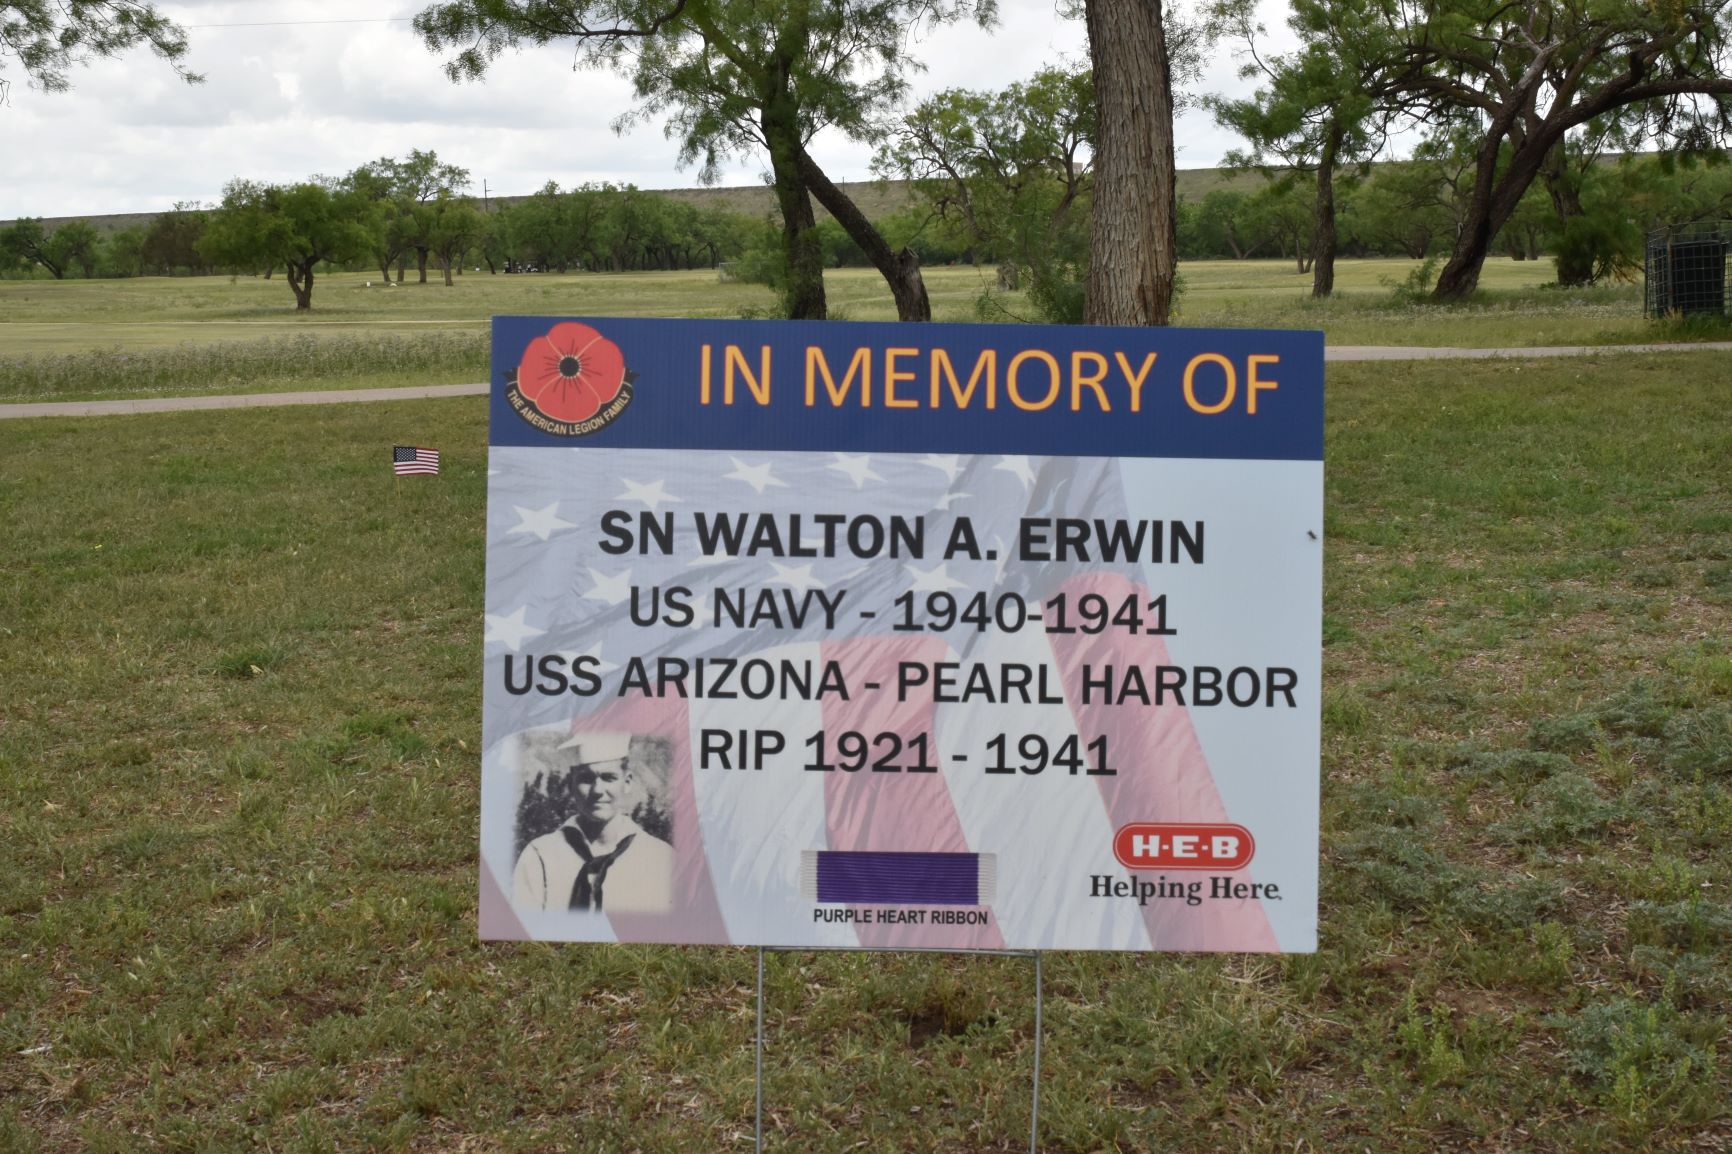 THE AMERICAN LEGION FAMILY
IN MEMORY OF
SN WALTON A. ERWIN
US NAVY - 1940-1941
USS ARIZONA - PEARL HARBOR
RIP 1921 - 1941
PURPLE HEART RIBBON
H-E-B
Helping Here.